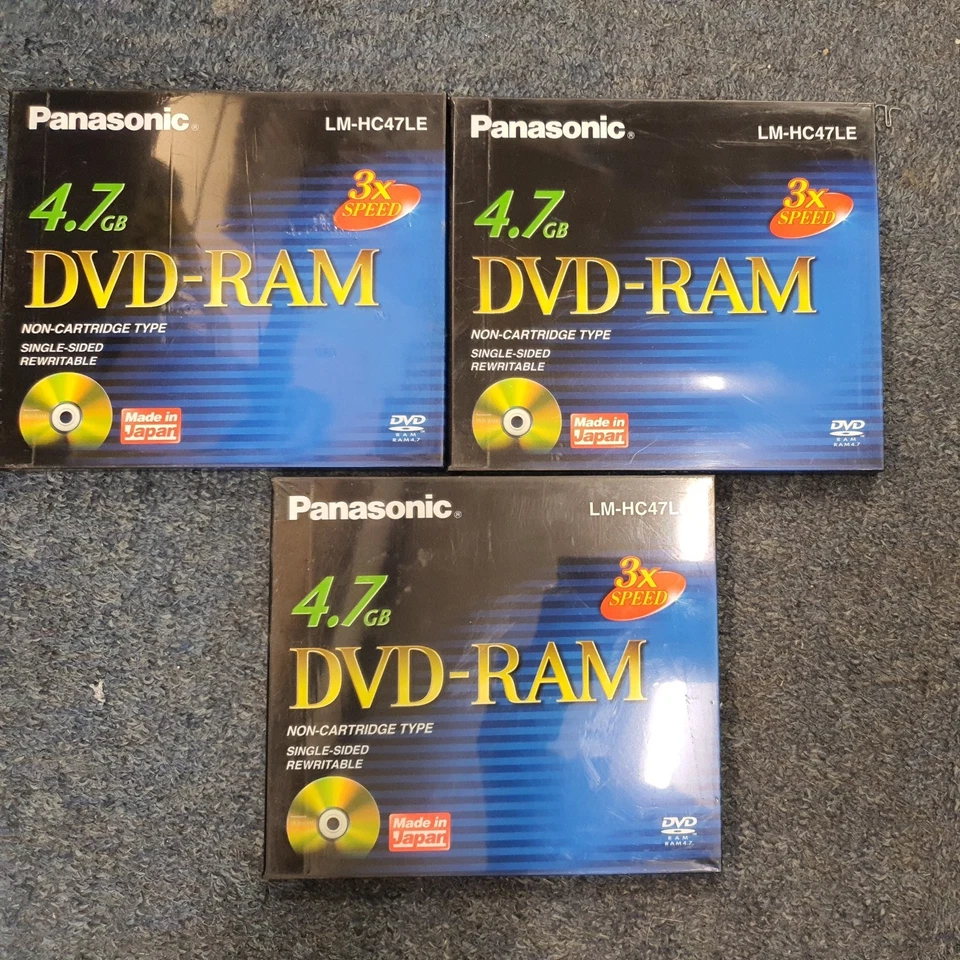 Panasonic®
LM-HC47LE
4.7GB
3x
SPEED
DVD-RAM
NON-CARTRIDGE TYPE
SINGLE-SIDED
REWRITABLE
Made in
Japan
DVD
RAM
RAM4.7
Panasonic®
LM-HC47LE
4.7GB
3x
SPEED
DVD-RAM
NON-CARTRIDGE TYPE
SINGLE-SIDED
REWRITABLE
Made in
Japan
DVD
RAM
RAM4.7
Panasonic®
LM-HC47L
4.7GB
3x
SPEED
DVD-RAM
NON-CARTRIDGE TYPE
SINGLE-SIDED
REWRITABLE
Made in
Japan
DVD
RAM
RAM4.7